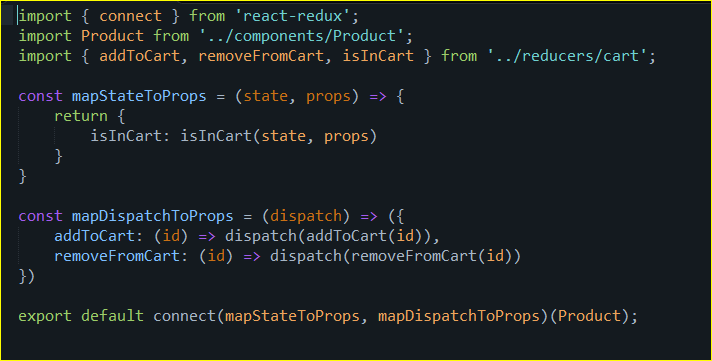 import { connect } from 'react-redux';
import Product from '../components/Product';
import { addToCart, removeFromCart, isInCart } from '../reducers/cart';

const mapStateToProps = (state, props) => {
    return {
        isInCart: isInCart(state, props)
    }
}

const mapDispatchToProps = (dispatch) => ({
    addToCart: (id) => dispatch(addToCart(id)),
    removeFromCart: (id) => dispatch(removeFromCart(id))
})

export default connect(mapStateToProps, mapDispatchToProps)(Product);